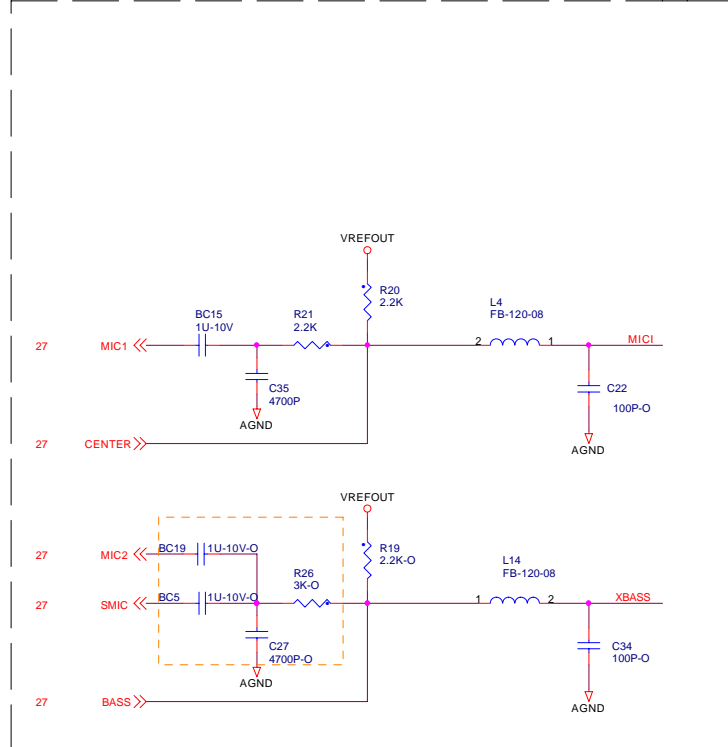 VREFOUT
R20
2.2K
BC15
1U-10V
R21
2.2K
L4
FB-120-08
27
MIC1
2
1
MICI
C35
4700P
C22
100P-O
AGND
27
CENTER
AGND
VREFOUT
27
MIC2
BC19
1U-10V-O
R19
2.2K-O
R26
3K-O
L14
FB-120-08
27
SMIC
BC5
1U-10V-O
1
2
XBASS
C27
4700P-O
C34
100P-O
AGND
27
BASS
AGND